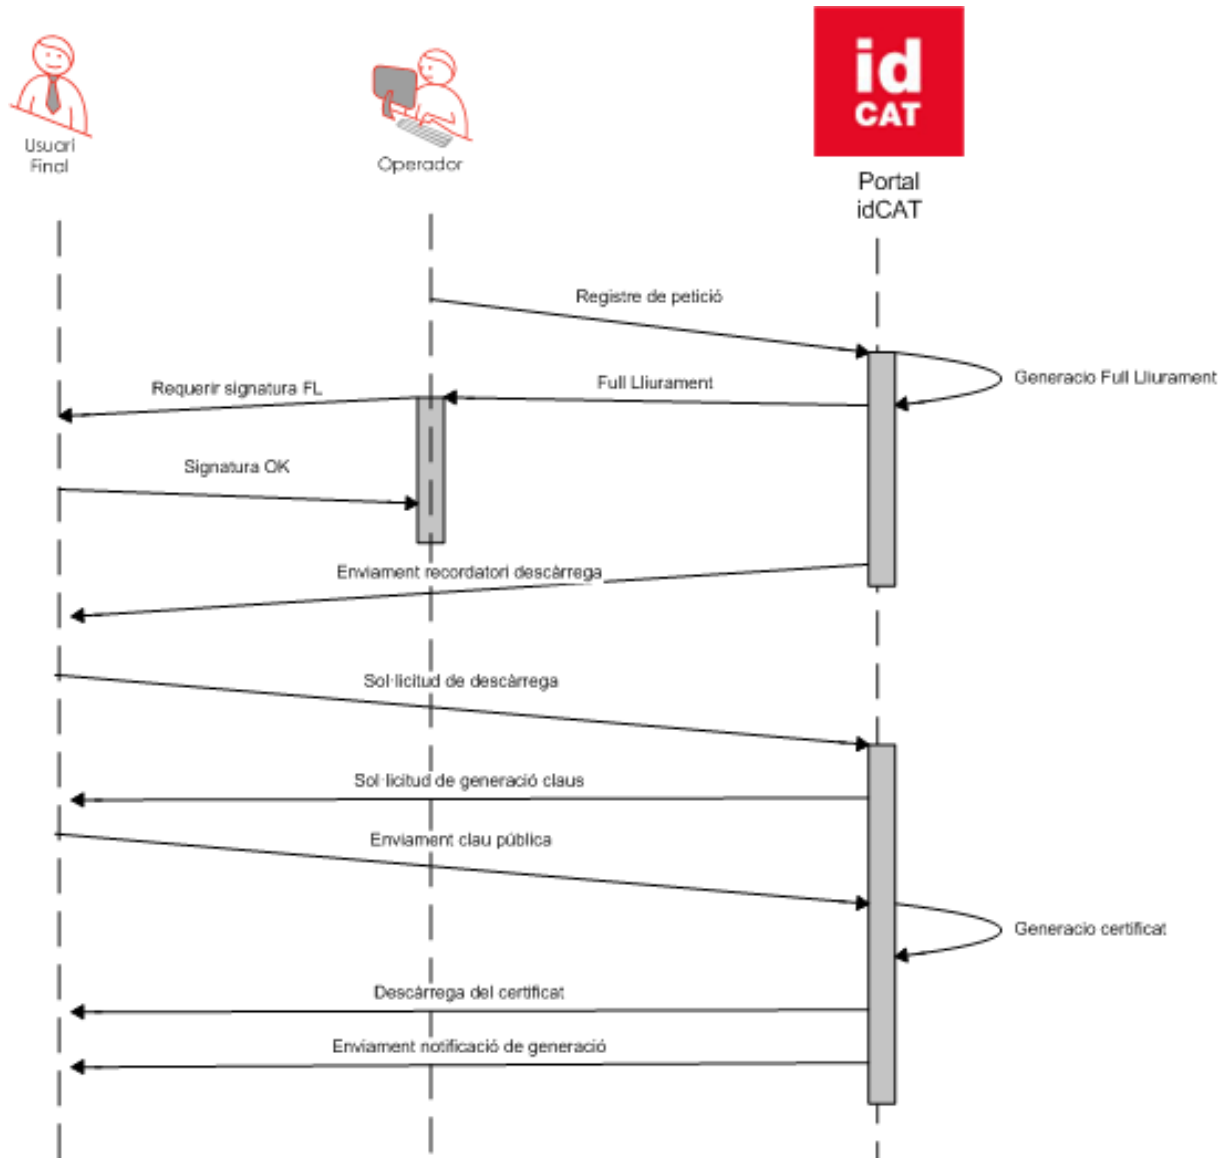 id
CAT
Usuari
Final
Operador
Portal
idCAT
Registre de petició
Generacio Full Lliurament
Full Lliurament
Requerir signatura FL
Signatura OK
Enviament recordatori descàrrega
Sol·licitud de descàrrega
Sol·licitud de generació claus
Enviament clau pública
Generacio certificat
Descàrrega del certificat
Enviament notificació de generació